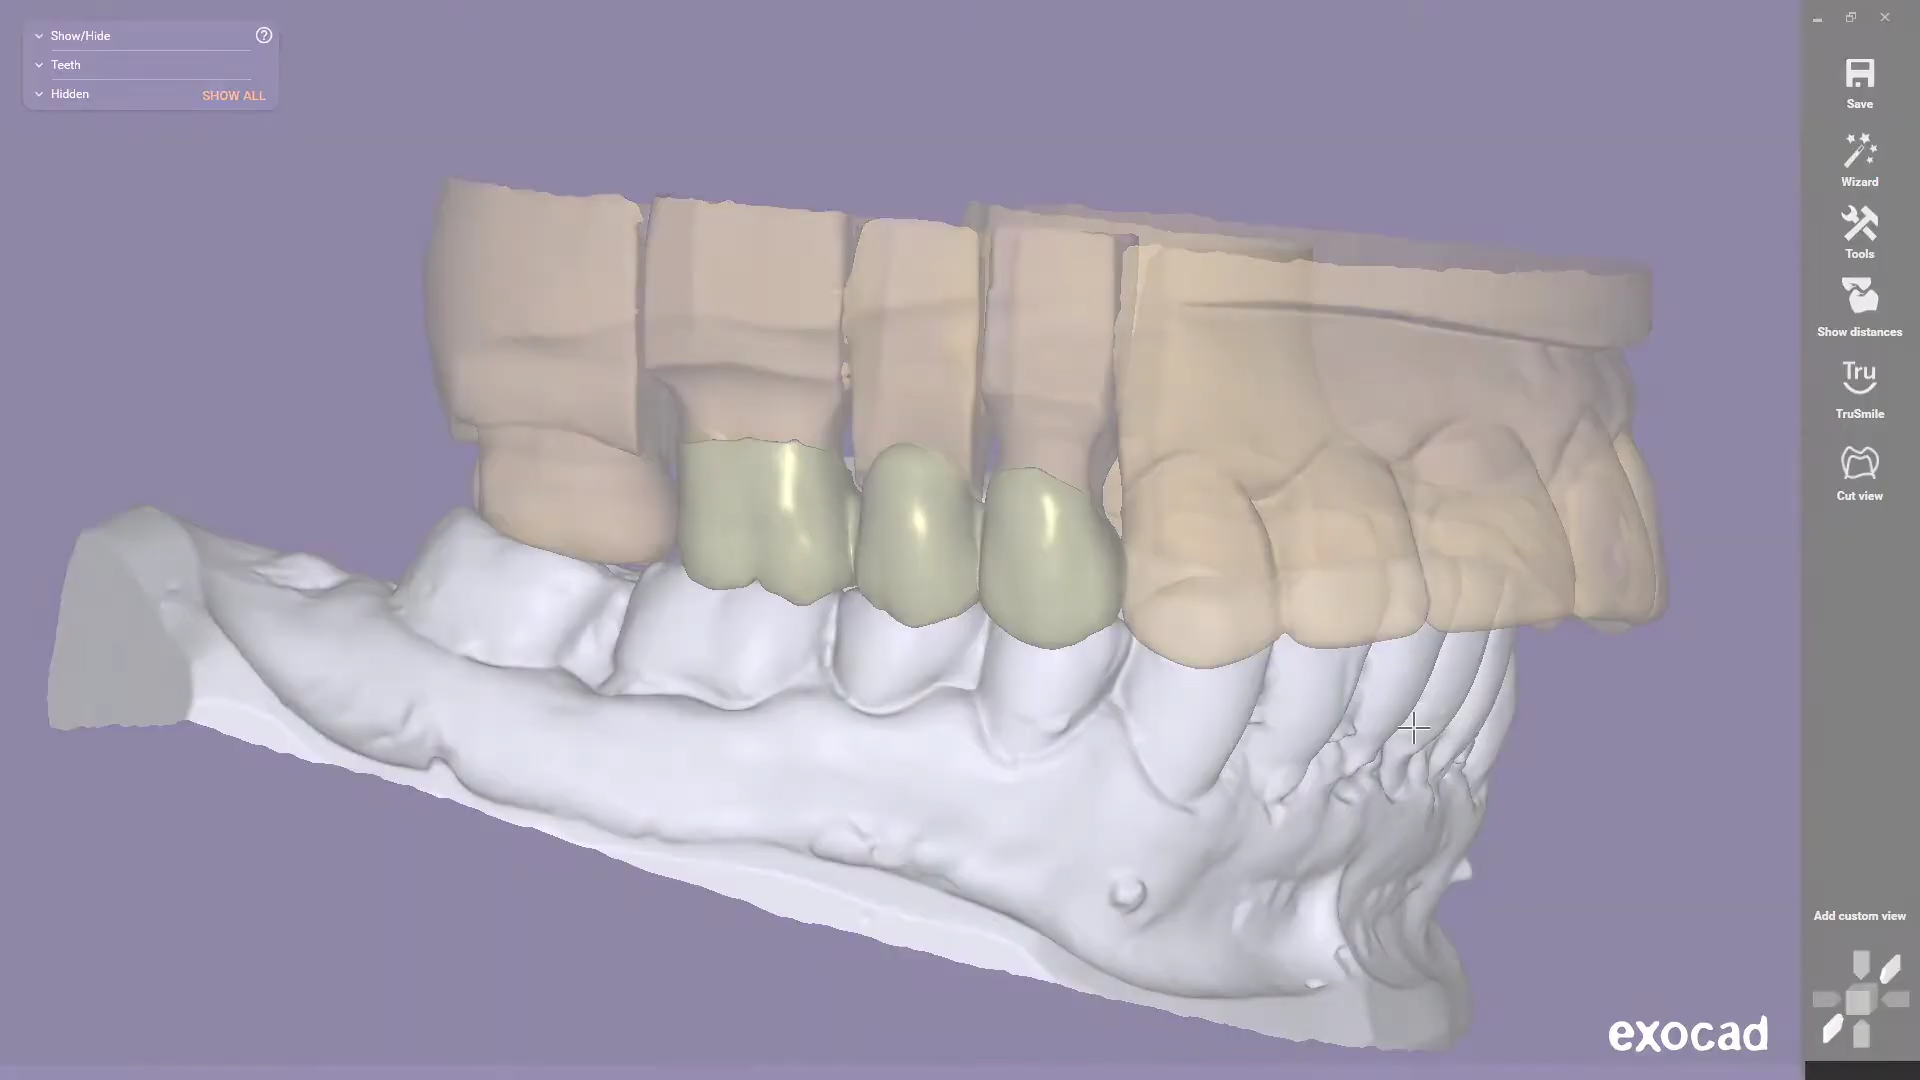 Show/Hide
Teeth
Hidden SHOW ALL
Save
Wizard
Tools
Show distances
Tru
TruSmile
Cut view
Add custom view
exocad